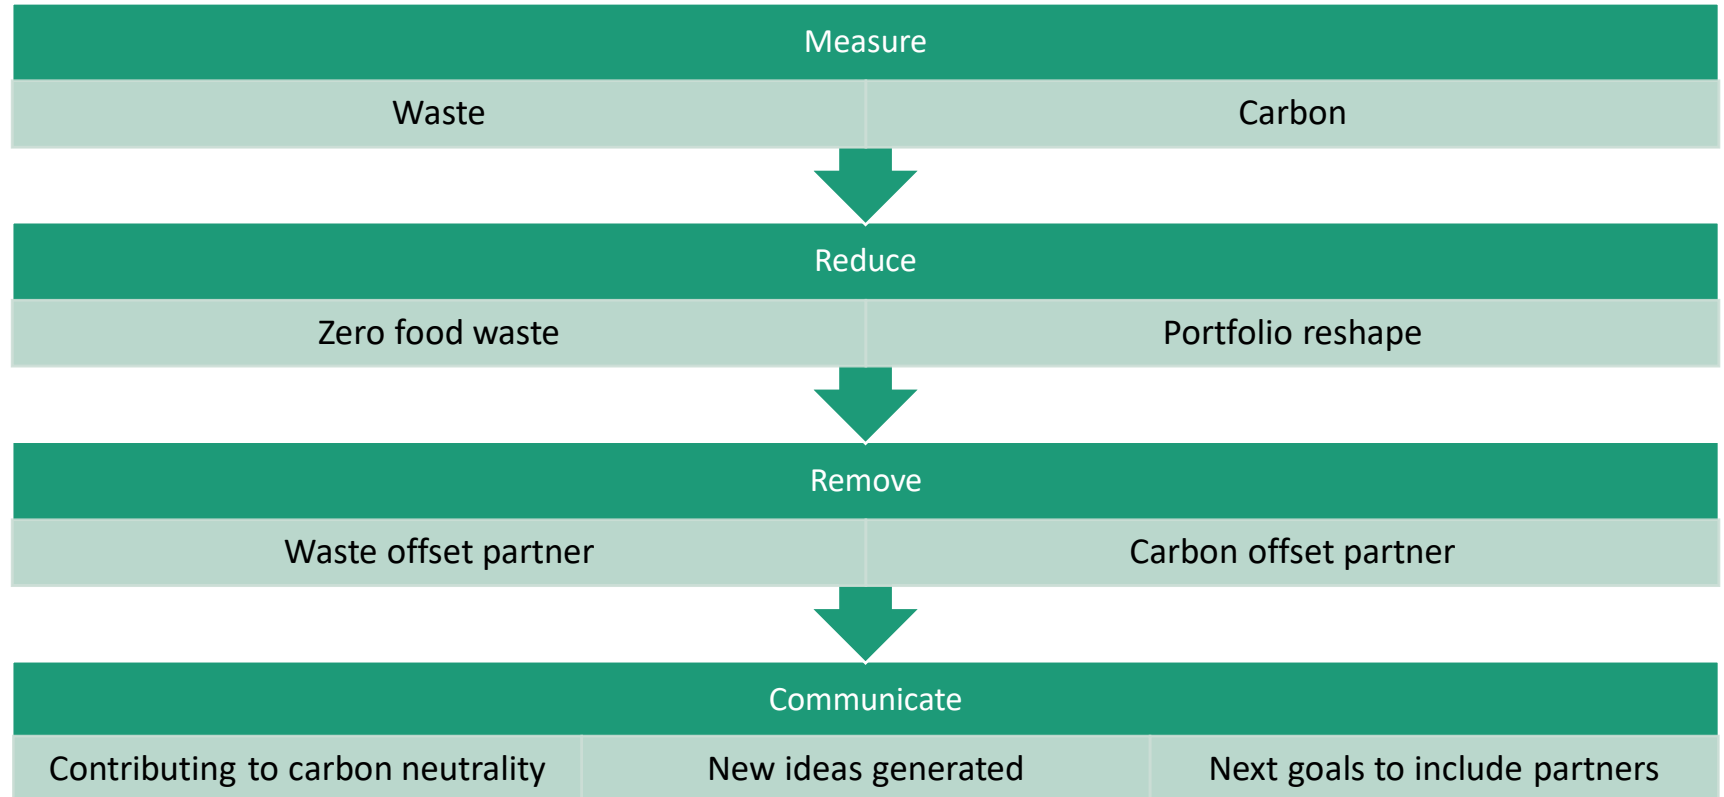 Measure
Waste
Carbon
Reduce
Zero food waste
Portfolio reshape
Remove
Waste offset partner
Carbon offset partner
Communicate
Contributing to carbon neutrality
New ideas generated
Next goals to include partners